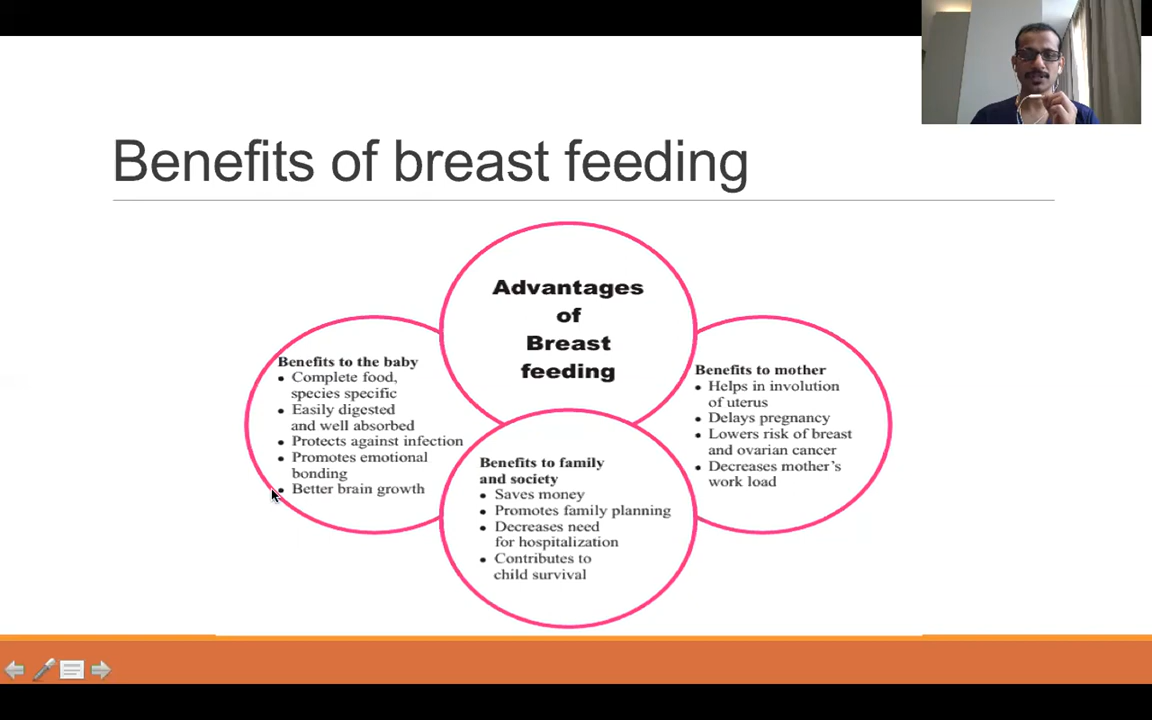 Benefits of breast feeding
Advantages
of
Breast
feeding
Benefits to the baby
• Complete food,
species specific
• Easily digested
and well absorbed
• Protects against infection
• Promotes emotional
bonding
• Better brain growth
Benefits to family
and society
• Saves money
• Promotes family planning
• Decreases need
for hospitalization
• Contributes to
child survival
Benefits to mother
• Helps in involution
of uterus
• Delays pregnancy
• Lowers risk of breast
and ovarian cancer
• Decreases mother's
work load